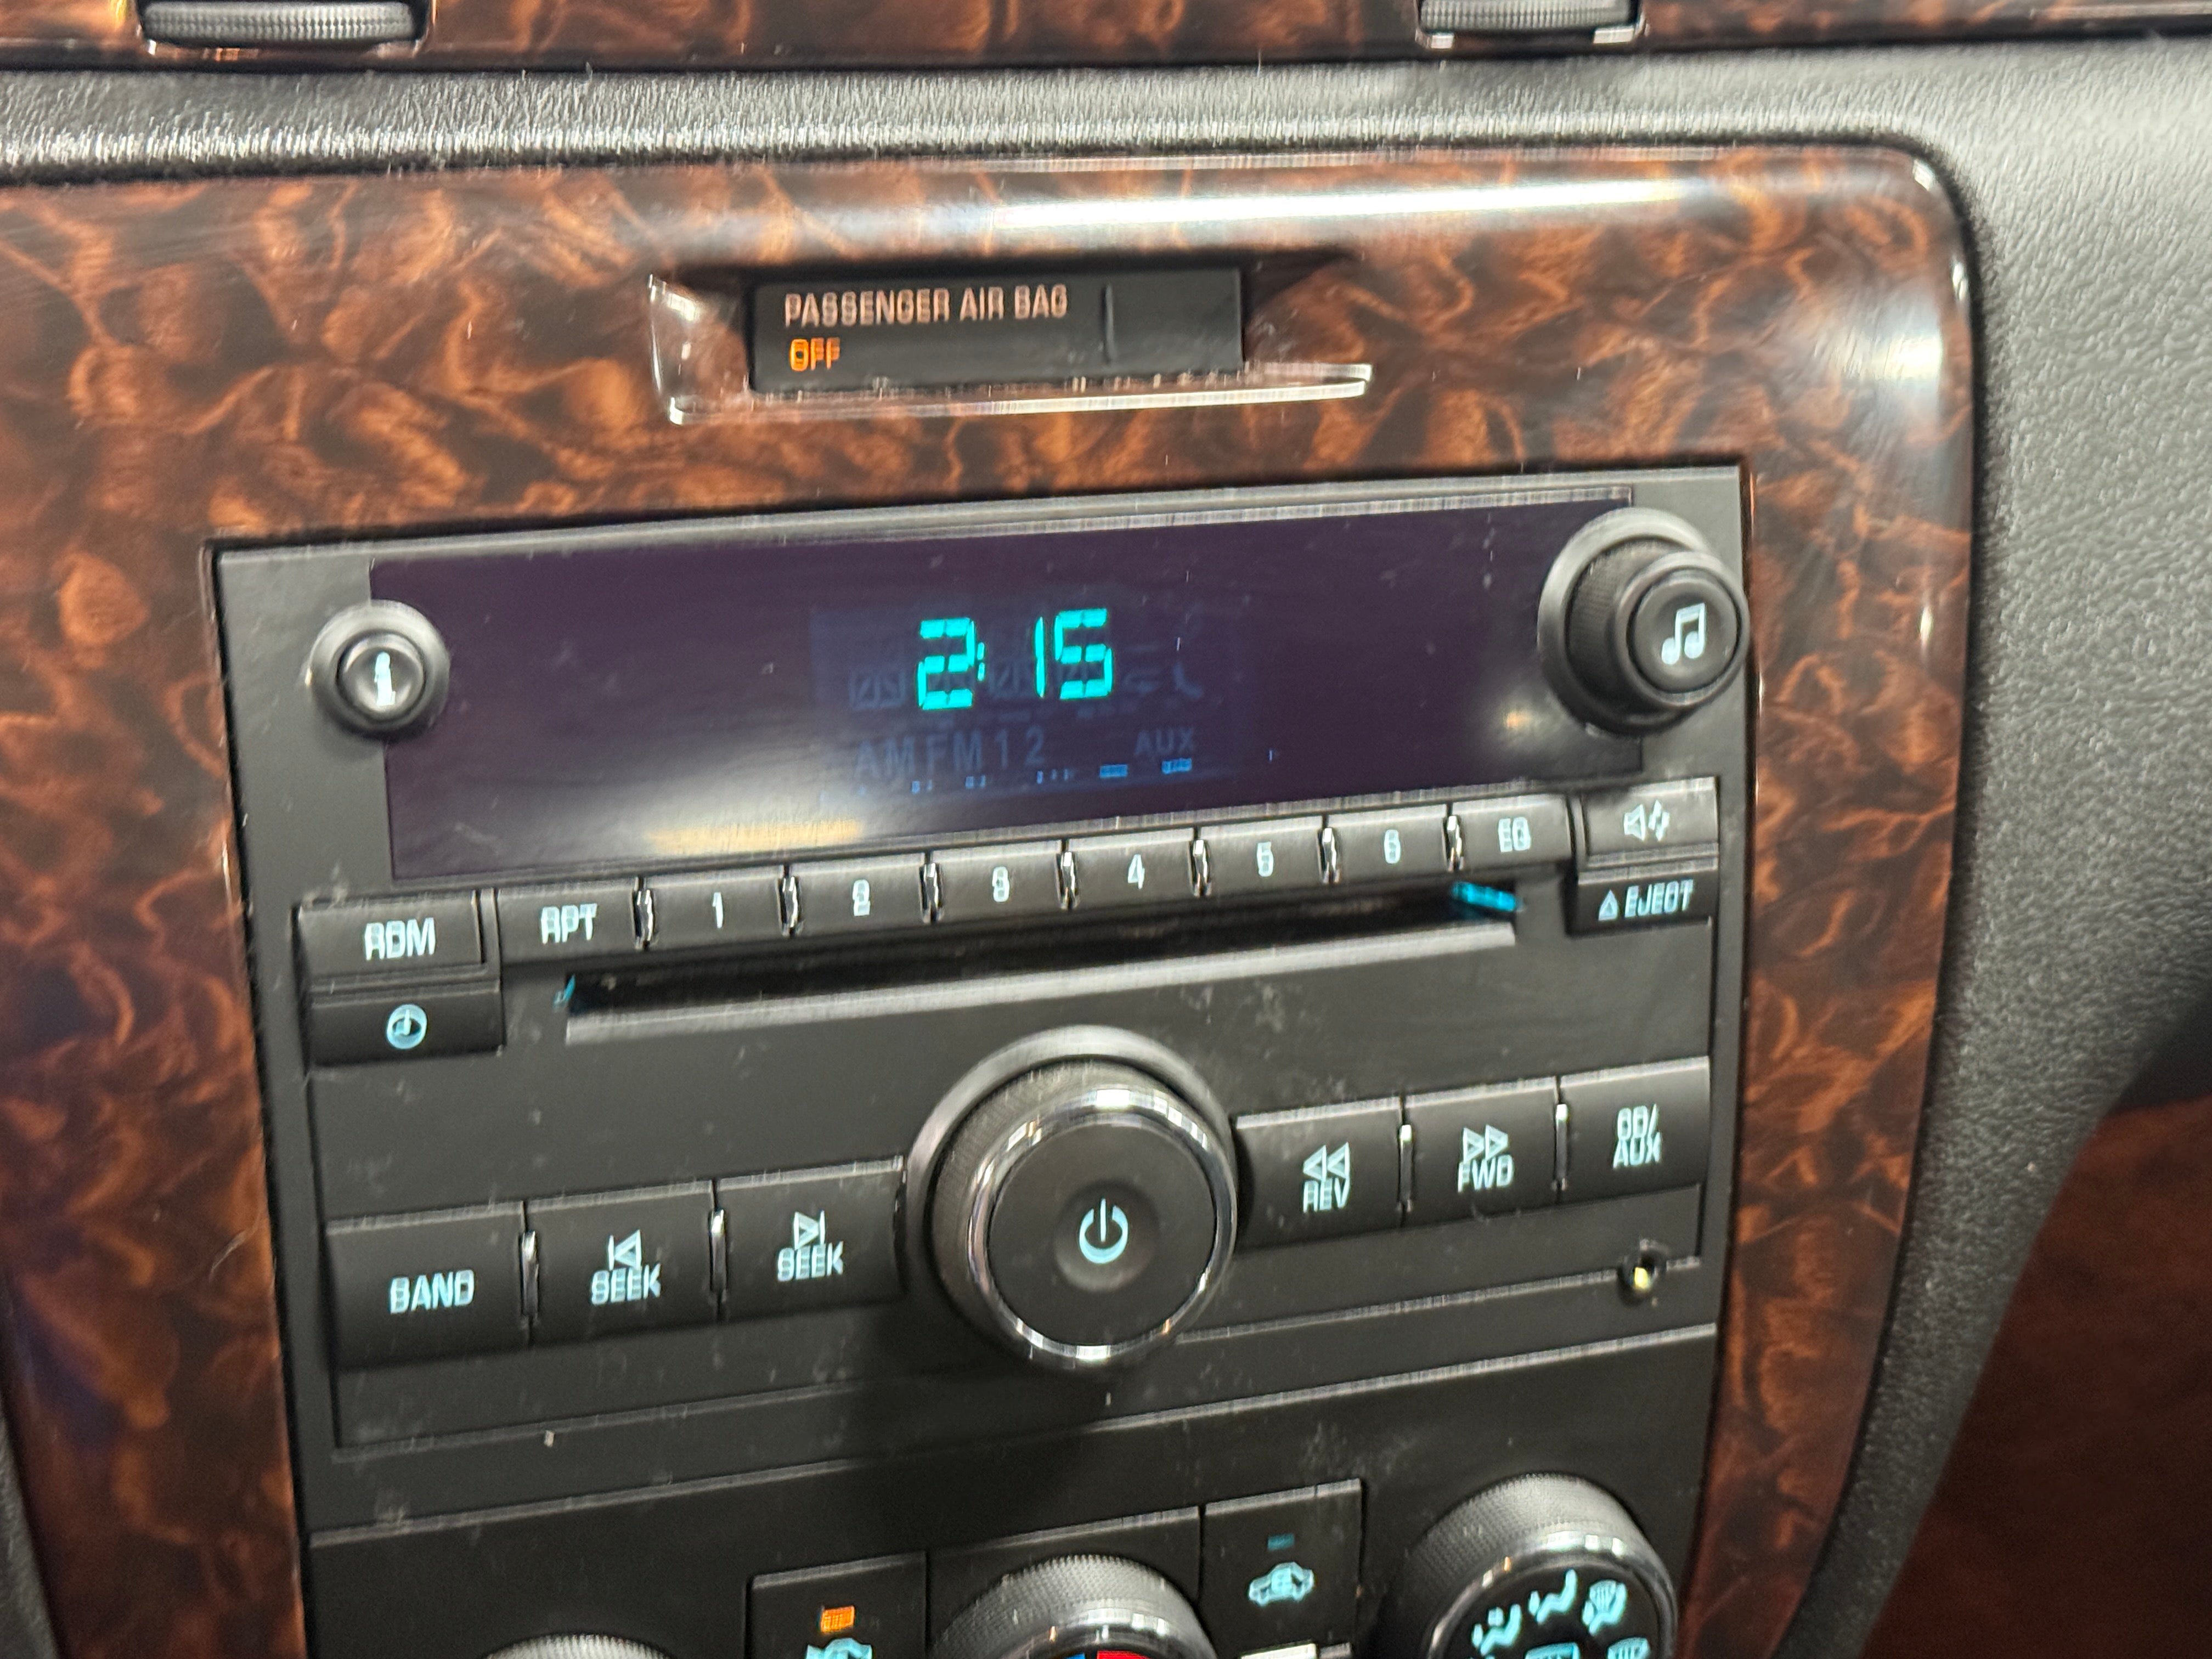 PASSENGER AIR BAG
OFF
2:15
AM FM 1 2 AUX
RDM RPT 1 2 3 4 5 6 EQ
EJECT
BAND SEEK SEEK REV FWD CD/
AUX